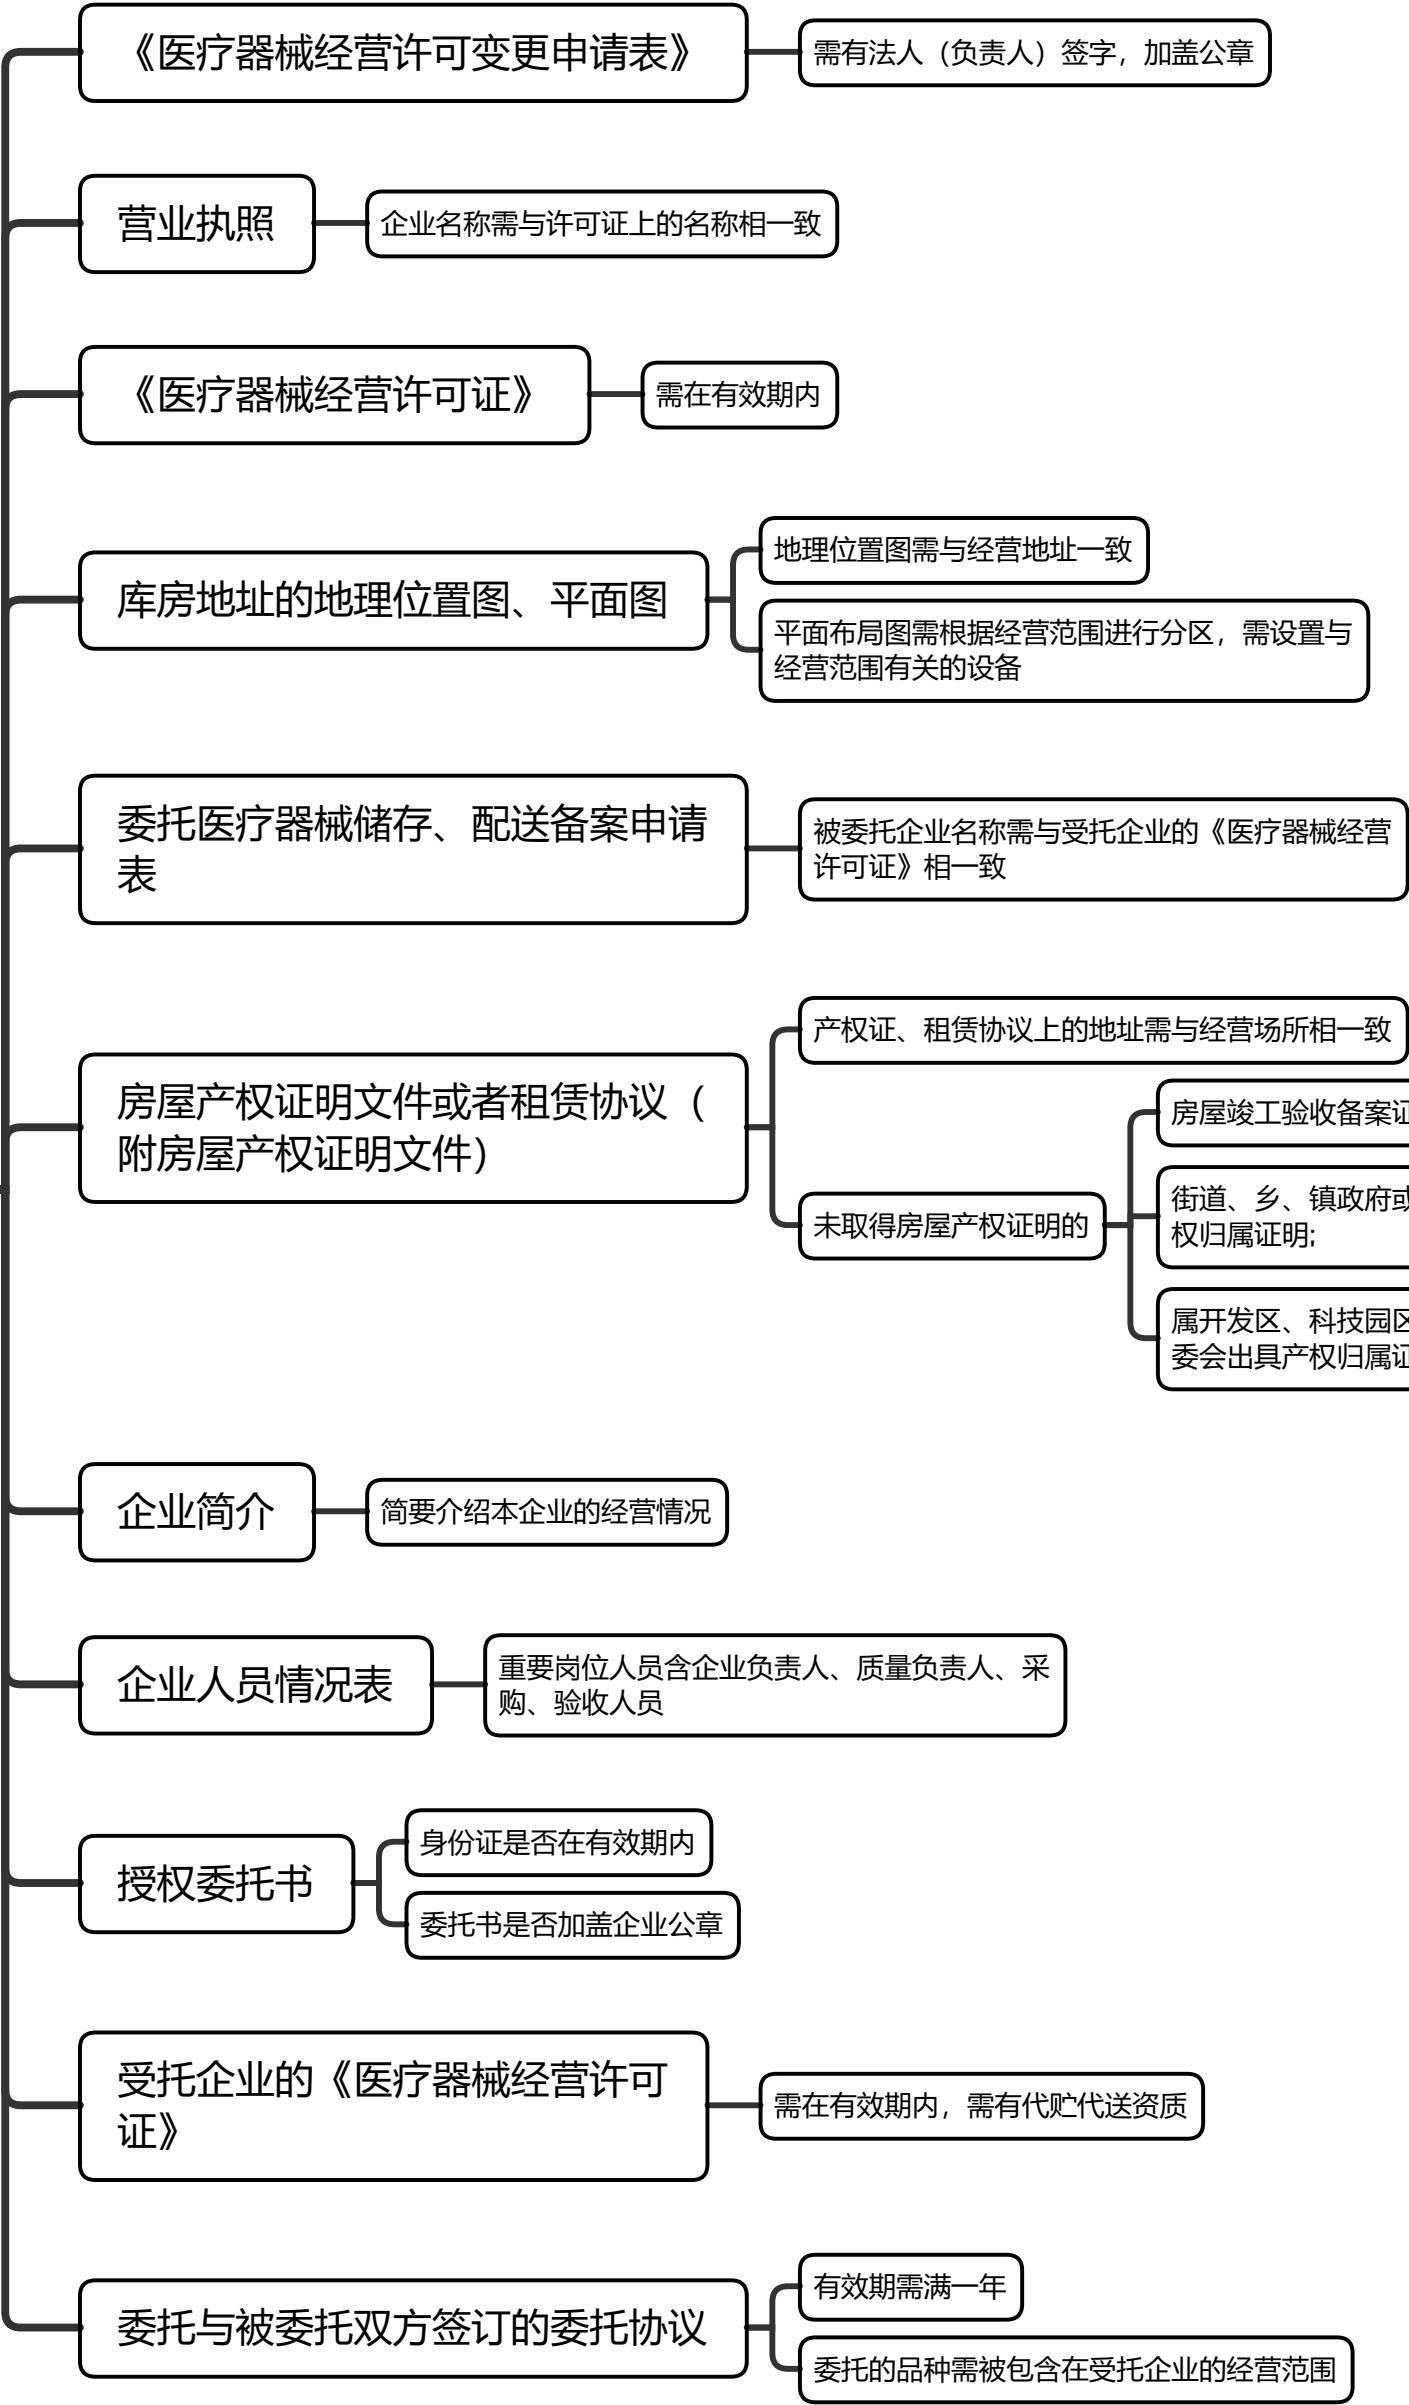 《医疗器械经营许可变更申请表》
需有法人（负责人）签字，加盖公章
营业执照
企业名称需与许可证上的名称相一致
《医疗器械经营许可证》
需在有效期内
库房地址的地理位置图、平面图
地理位置图需与经营地址一致
平面布局图需根据经营范围进行分区，需设置与
经营范围有关的设备
委托医疗器械储存、配送备案申请
表
被委托企业名称需与受托企业的《医疗器械经营
许可证》相一致
房屋产权证明文件或者租赁协议（
附房屋产权证明文件）
产权证、租赁协议上的地址需与经营场所相一致
未取得房屋产权证明的
房屋竣工验收备案证
街道、乡、镇政府或
权归属证明;
属开发区、科技园区
委会出具产权归属证
企业简介
简要介绍本企业的经营情况
企业人员情况表
重要岗位人员含企业负责人、质量负责人、采
购、验收人员
授权委托书
身份证是否在有效期内
委托书是否加盖企业公章
受托企业的《医疗器械经营许可
证》
需在有效期内，需有代贮代送资质
委托与被委托双方签订的委托协议
有效期需满一年
委托的品种需被包含在受托企业的经营范围